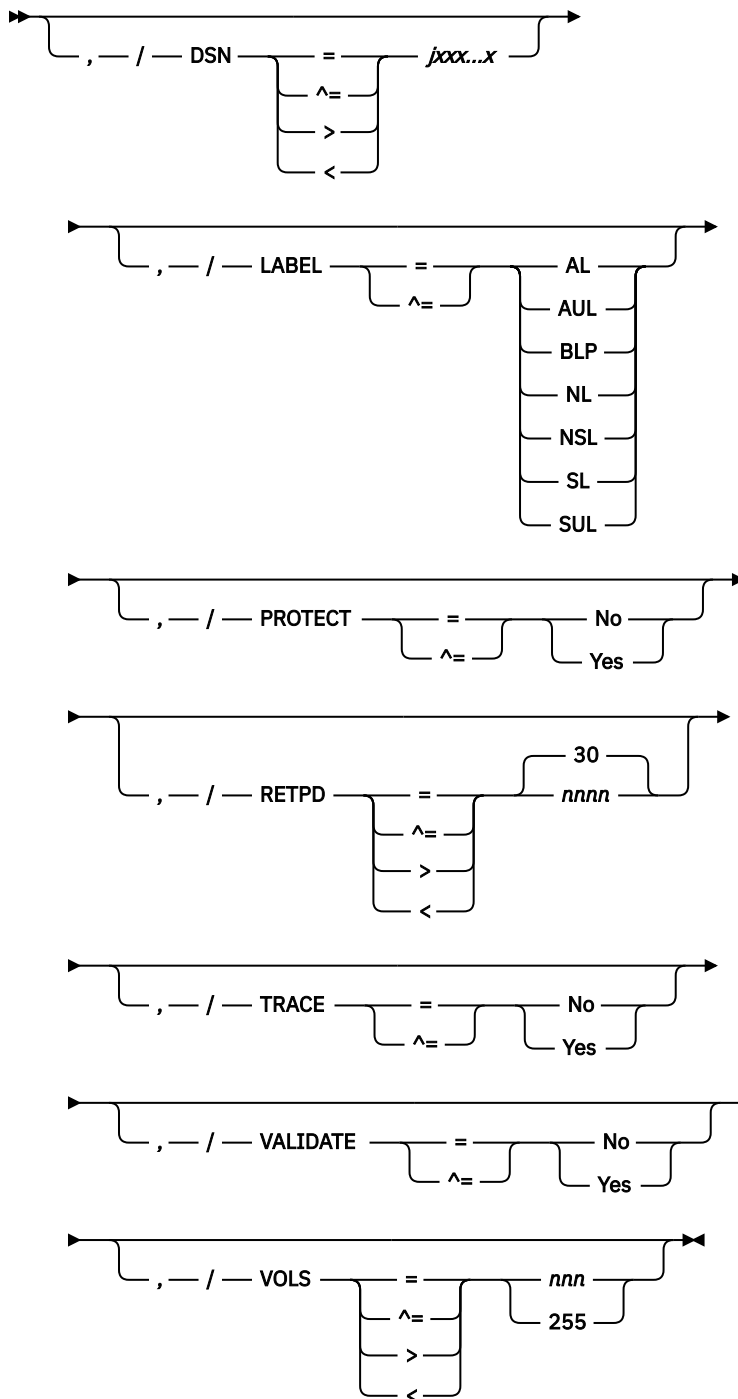 , / DSN = jxxx...x
^=
>
<
, / LABEL = AL
^= AUL
BLP
NL
NSL
SL
SUL
, / PROTECT = No
^= Yes
30
, / RETPD = nnnn
^=
>
<
, / TRACE = No
^= Yes
, / VALIDATE = No
^= Yes
, / VOLS = nnn
^= 255
>
<